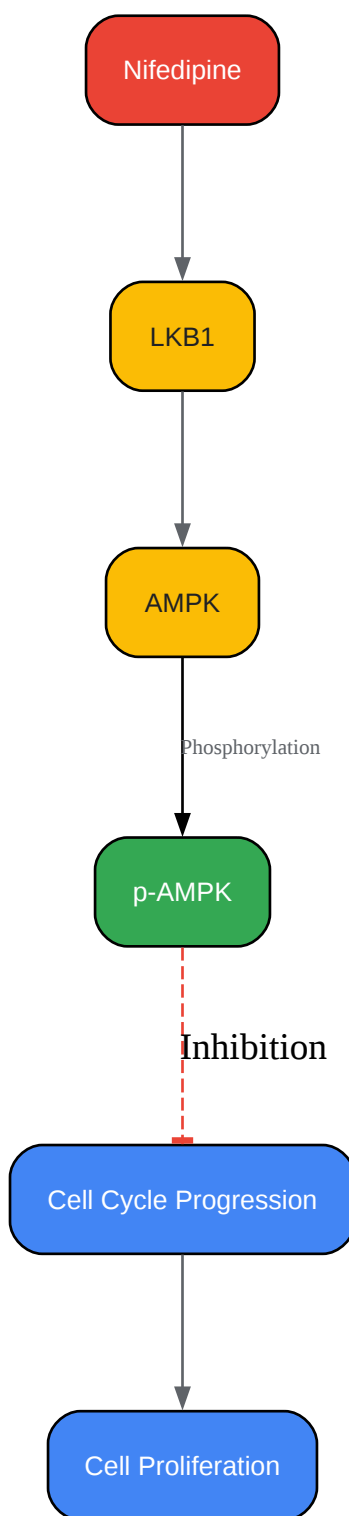 Nifedipine
LKB1
AMPK
Phosphorylation
p-AMPK
Inhibition
Cell Cycle Progression
Cell Proliferation